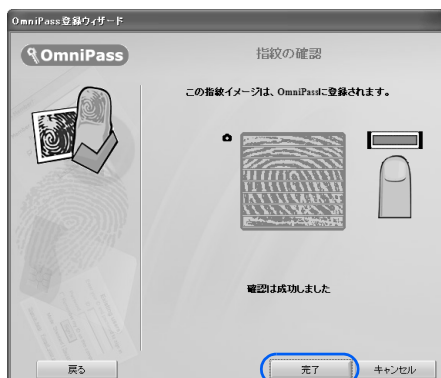 OmniPass登録ウィザード
OmniPass
指紋の確認
この指紋イメージは、OmniPassに登録されます。
確認は成功しました
戻る
完了
キャンセル